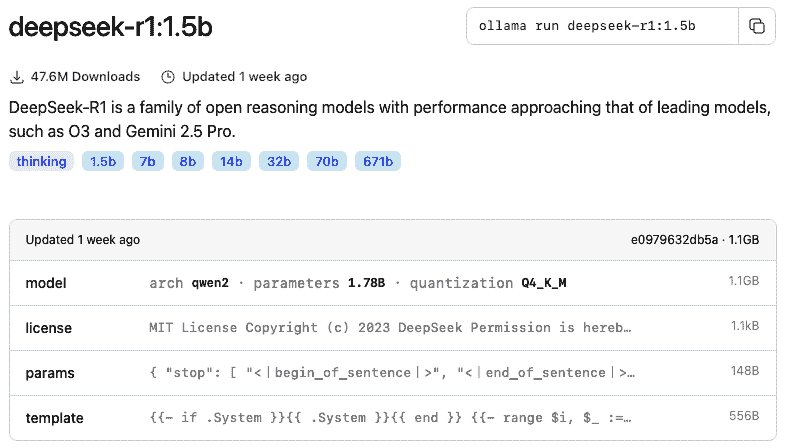 deepseek-r1:1.5b
ollama run deepseek-r1:1.5b
47.6M Downloads Updated 1 week ago
DeepSeek-R1 is a family of open reasoning models with performance approaching that of leading models,
such as O3 and Gemini 2.5 Pro.
thinking 1.5b 7b 8b 14b 32b 70b 671b
Updated 1 week ago e0979632db5a · 1.1GB
model arch qwen2 · parameters 1.78B · quantization Q4_K_M 1.1GB
license MIT License Copyright (c) 2023 DeepSeek Permission is hereb… 1.1kB
params { "stop": [ "<｜begin_of_sentence｜>", "<｜end_of_sentence｜>… 148B
template {{- if .System }}{{ .System }}{{ end }} {{- range $i, $_ :=… 556B